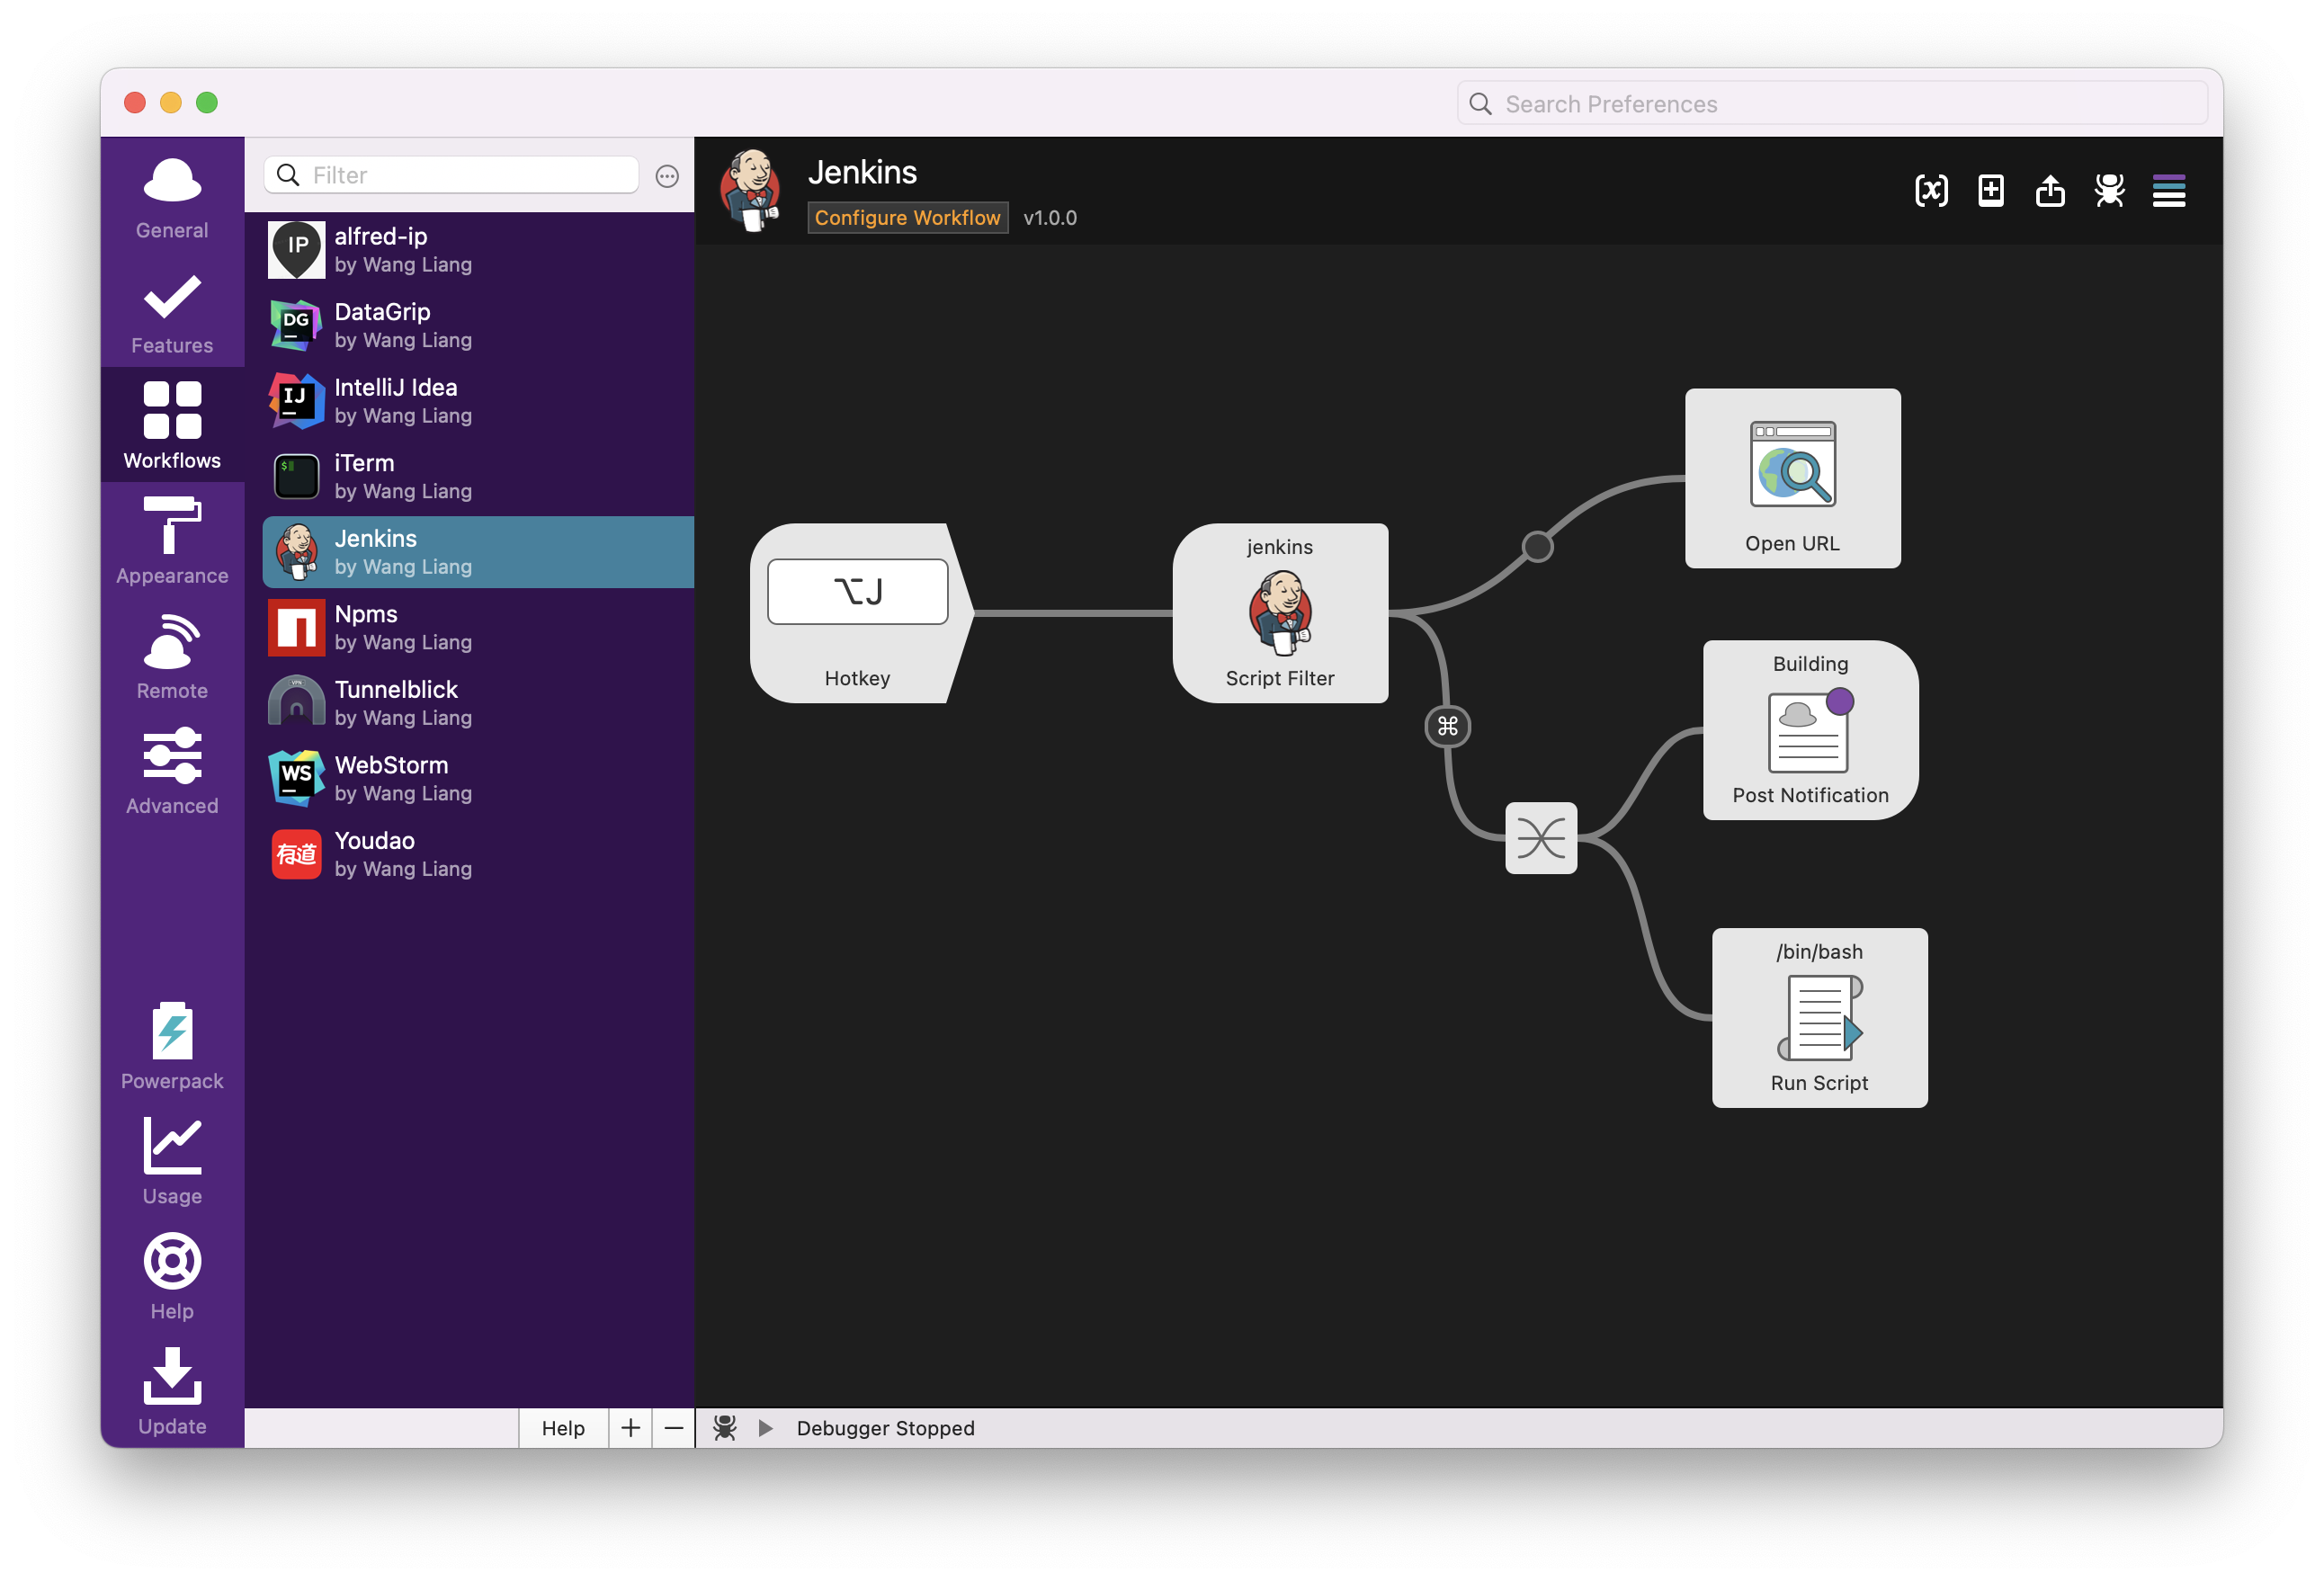 Search Preferences
General
Features
Workflows
Appearance
Remote
Advanced
Powerpack
Usage
Help
Update
Filter
IP
alfred-ip
by Wang Liang
DG
DataGrip
by Wang Liang
IJ
IntelliJ Idea
by Wang Liang
$
iTerm
by Wang Liang
Jenkins
by Wang Liang
Npms
by Wang Liang
VPN
Tunnelblick
by Wang Liang
WS
WebStorm
by Wang Liang
有道
Youdao
by Wang Liang
Help
Jenkins
Configure Workflow v1.0.0
⌥J
Hotkey
jenkins
Script Filter
Open URL
⌘
Building
Post Notification
/bin/bash
Run Script
Debugger Stopped